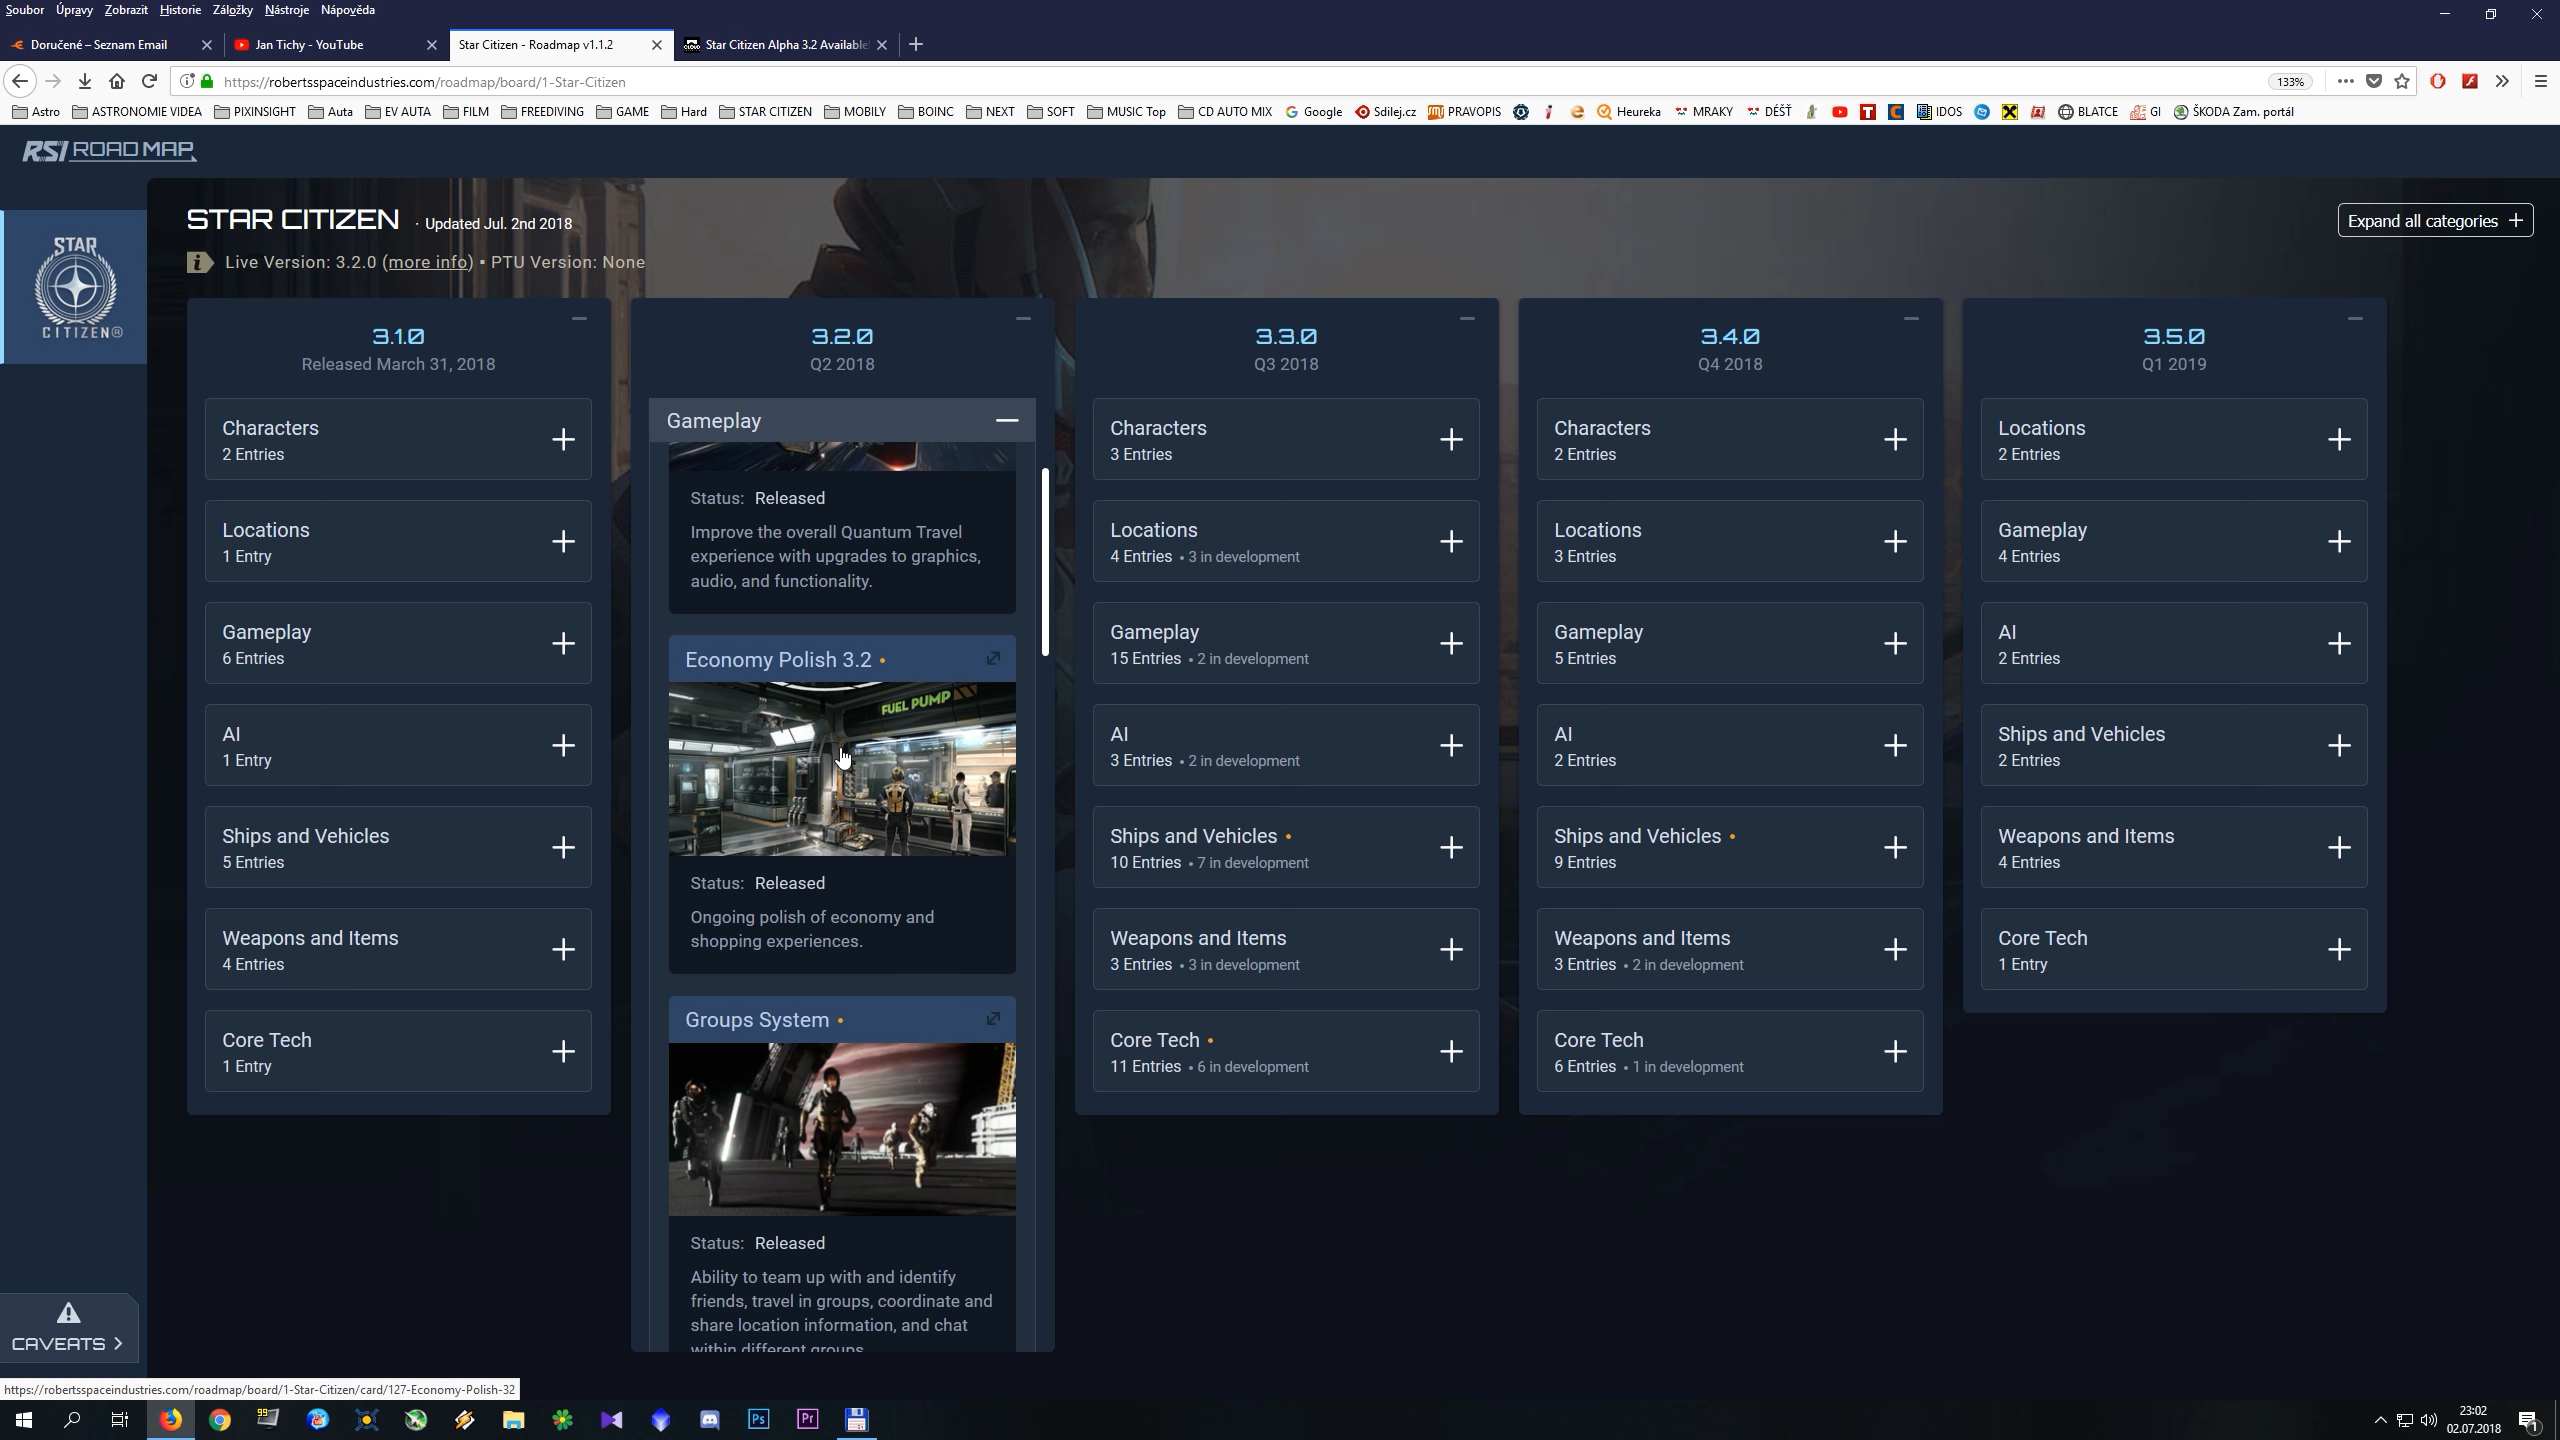 Soubor Úpravy Zobrazit Historie Záložky Nástroje Nápověda
Doručené – Seznam Email
Jan Tichy - YouTube
Star Citizen - Roadmap v1.1.2
Star Citizen Alpha 3.2 Available
https://robertsspaceindustries.com/roadmap/board/1-Star-Citizen
133%
Astro ASTRONOMIE VIDEA PIXINSIGHT Auta EV AUTA FILM FREEDIVING GAME Hard STAR CITIZEN MOBILY BOINC NEXT SOFT MUSIC Top CD AUTO MIX Google Sdilej.cz PRAVOPIS Heureka MRAKY DÉŠŤ IDOS BLATCE GI ŠKODA Zam. portál
RSI ROADMAP
STAR CITIZEN · Updated Jul. 2nd 2018
Expand all categories
Live Version: 3.2.0 (more info) • PTU Version: None
STAR
CITIZEN®
3.1.0
Released March 31, 2018
Characters
2 Entries
Locations
1 Entry
Gameplay
6 Entries
AI
1 Entry
Ships and Vehicles
5 Entries
Weapons and Items
4 Entries
Core Tech
1 Entry
3.2.0
Q2 2018
Gameplay
Status: Released
Improve the overall Quantum Travel
experience with upgrades to graphics,
audio, and functionality.
Economy Polish 3.2 •
FUEL PUMP
Status: Released
Ongoing polish of economy and
shopping experiences.
Groups System •
Status: Released
Ability to team up with and identify
friends, travel in groups, coordinate and
share location information, and chat
within different groups
3.3.0
Q3 2018
Characters
3 Entries
Locations
4 Entries • 3 in development
Gameplay
15 Entries • 2 in development
AI
3 Entries • 2 in development
Ships and Vehicles •
10 Entries • 7 in development
Weapons and Items
3 Entries • 3 in development
Core Tech •
11 Entries • 6 in development
3.4.0
Q4 2018
Characters
2 Entries
Locations
3 Entries
Gameplay
5 Entries
AI
2 Entries
Ships and Vehicles •
9 Entries
Weapons and Items
3 Entries • 2 in development
Core Tech
6 Entries • 1 in development
3.5.0
Q1 2019
Locations
2 Entries
Gameplay
4 Entries
AI
2 Entries
Ships and Vehicles
2 Entries
Weapons and Items
4 Entries
Core Tech
1 Entry
CAVEATS
https://robertsspaceindustries.com/roadmap/board/1-Star-Citizen/card/127-Economy-Polish-32
99
Ps
Pr
23:02
02.07.2018
1